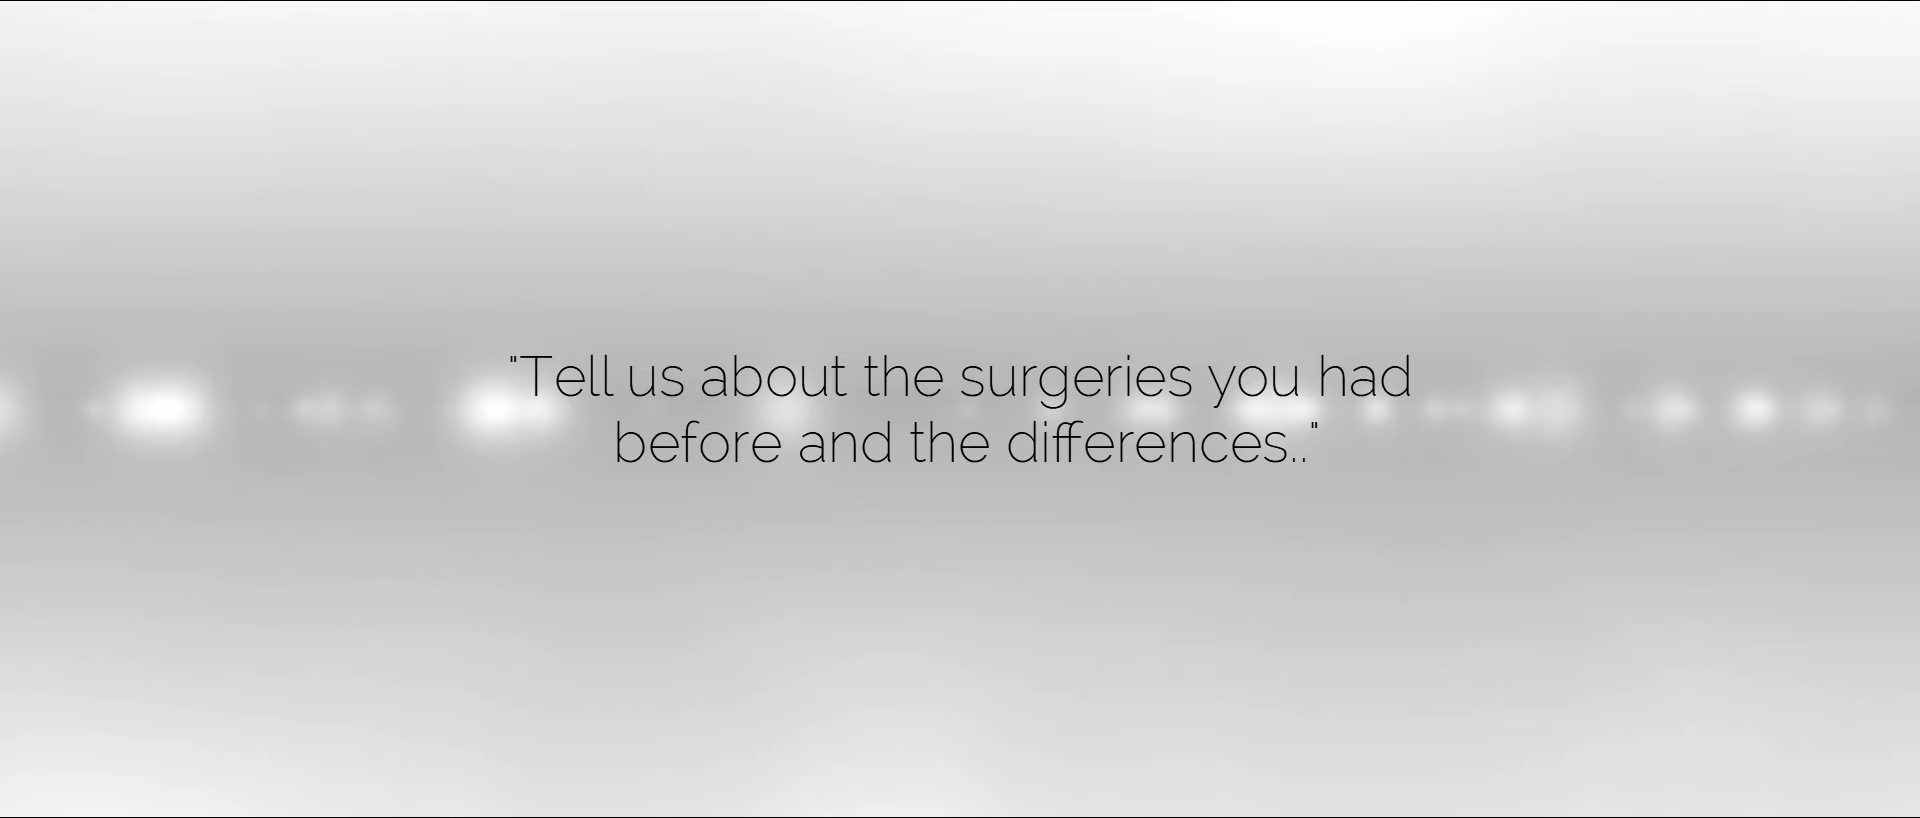 "Tell us about the surgeries you had
before and the differences.."